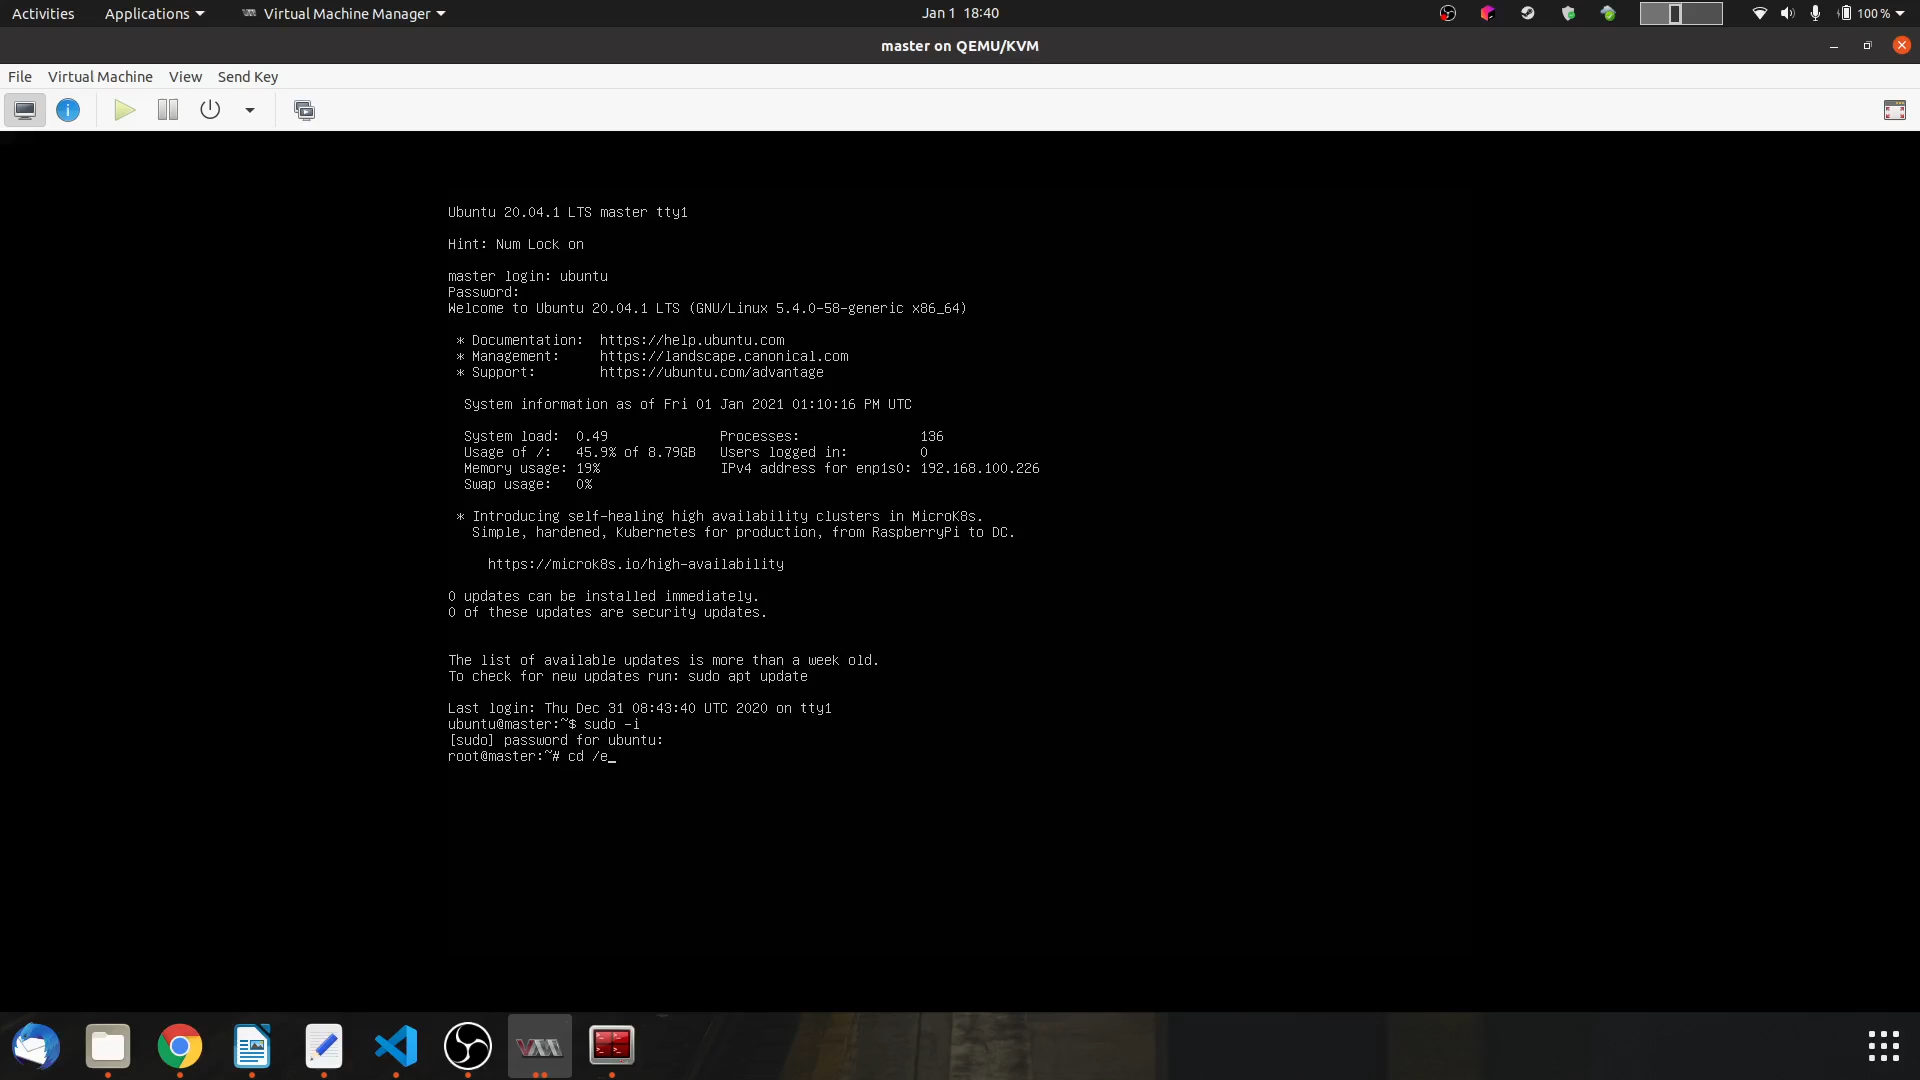 Activities Applications Virtual Machine Manager Jan 1 18:40 100 %
master on QEMU/KVM
File Virtual Machine View Send Key
Ubuntu 20.04.1 LTS master tty1
Hint: Num Lock on
master login: ubuntu
Password:
Welcome to Ubuntu 20.04.1 LTS (GNU/Linux 5.4.0-58-generic x86_64)
* Documentation: https://help.ubuntu.com
* Management: https://landscape.canonical.com
* Support: https://ubuntu.com/advantage
System information as of Fri 01 Jan 2021 01:10:16 PM UTC
System load: 0.49 Processes: 136
Usage of /: 45.9% of 8.79GB Users logged in: 0
Memory usage: 19% IPv4 address for enp1s0: 192.168.100.226
Swap usage: 0%
* Introducing self-healing high availability clusters in MicroK8s.
Simple, hardened, Kubernetes for production, from RaspberryPi to DC.
https://microk8s.io/high-availability
0 updates can be installed immediately.
0 of these updates are security updates.
The list of available updates is more than a week old.
To check for new updates run: sudo apt update
Last login: Thu Dec 31 08:43:40 UTC 2020 on tty1
ubuntu@master:~$ sudo -i
[sudo] password for ubuntu:
root@master:~# cd /e_